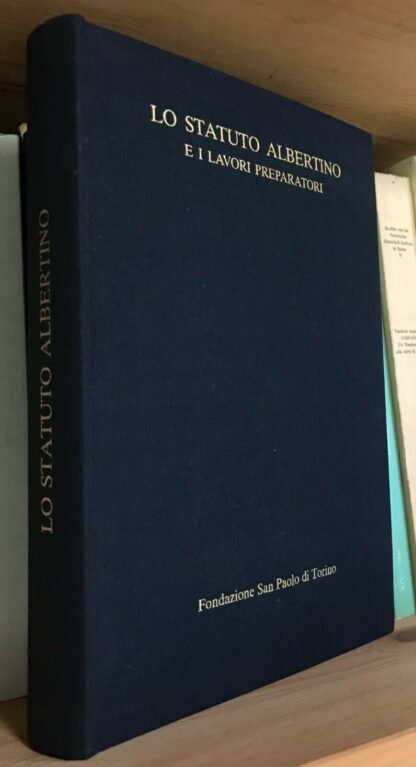 LO STATUTO ALBERTINO
E I LAVORI PREPARATORI
Fondazione San Paolo di Torino
LO STATUTO ALBERTINO